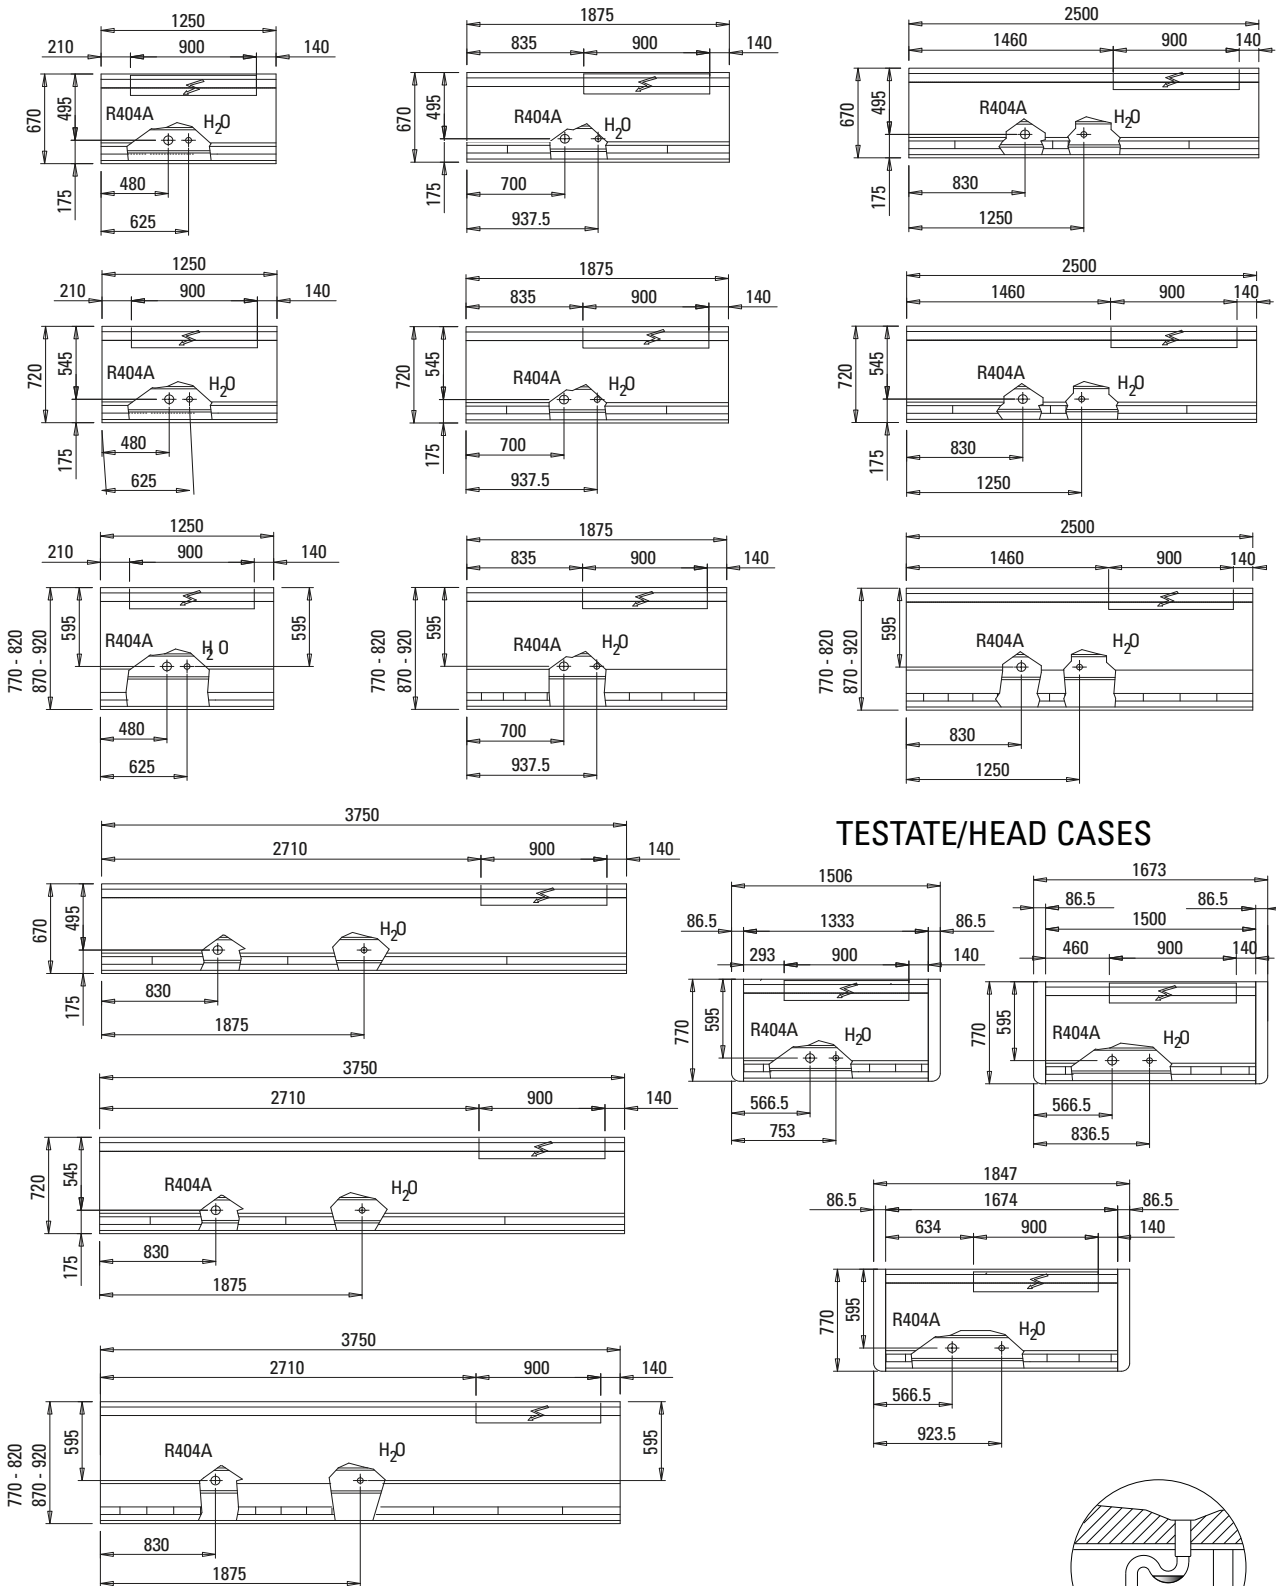 1250
210 900 140
670
495
R404A H2O
175
480
625
1875
835 900 140
670
495
R404A H2O
175
700
937.5
2500
1460 900 140
670
495
R404A H2O
175
830
1250
1250
210 900 140
720
545
R404A H2O
175
480
625
1875
835 900 140
720
545
R404A H2O
175
700
937.5
2500
1460 900 140
720
545
R404A H2O
175
830
1250
1250
210 900 140
770 - 820
870 - 920
595
R404A H2O
595
480
625
1875
835 900 140
770 - 820
870 - 920
595
R404A H2O
700
937.5
2500
1460 900 140
770 - 820
870 - 920
595
R404A H2O
830
1250
3750
2710 900 140
670
495
H2O
175
830
1875
3750
2710 900 140
720
545
R404A H2O
175
830
1875
3750
2710 900 140
770 - 820
870 - 920
595
R404A H2O
595
830
1875
TESTATE/HEAD CASES
1506
86.5 1333 86.5
293 900 140
770
595
R404A H2O
566.5
753
1673
86.5 86.5
1500
460 900 140
770
595
R404A H2O
566.5
836.5
1847
86.5 1674 86.5
634 900 140
770
595
R404A H2O
566.5
923.5